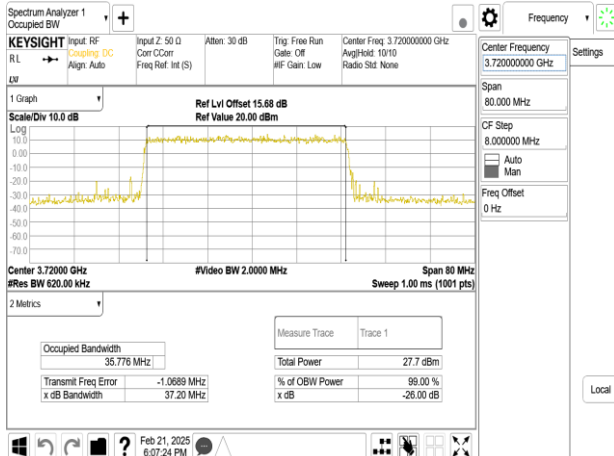 Spectrum Analyzer 1
Occupied BW
+
Frequency
KEYSIGHT
RL
Input: RF
Coupling: DC
Align: Auto
Input Z: 50 Ω
Corr CCorr
Freq Ref: Int (S)
Atten: 30 dB
Trig: Free Run
Gate: Off
#IF Gain: Low
Center Freq: 3.720000000 GHz
Avg|Hold: 10/10
Radio Std: None
LXI
Center Frequency
3.720000000 GHz
Settings
Span
80.000 MHz
CF Step
8.000000 MHz
Auto
Man
Freq Offset
0 Hz
Local
1 Graph
Scale/Div 10.0 dB
Ref Lvl Offset 15.68 dB
Ref Value 20.00 dBm
Log
10.0
0.00
-10.0
-20.0
-30.0
-40.0
-50.0
-60.0
-70.0
Center 3.72000 GHz
#Res BW 620.00 kHz
#Video BW 2.0000 MHz
Span 80 MHz
Sweep 1.00 ms (1001 pts)
2 Metrics
Measure Trace Trace 1
Occupied Bandwidth
35.776 MHz
Total Power 27.7 dBm
Transmit Freq Error -1.0689 MHz
% of OBW Power 99.00 %
x dB Bandwidth 37.20 MHz
x dB -26.00 dB
?
Feb 21, 2025
6:07:24 PM